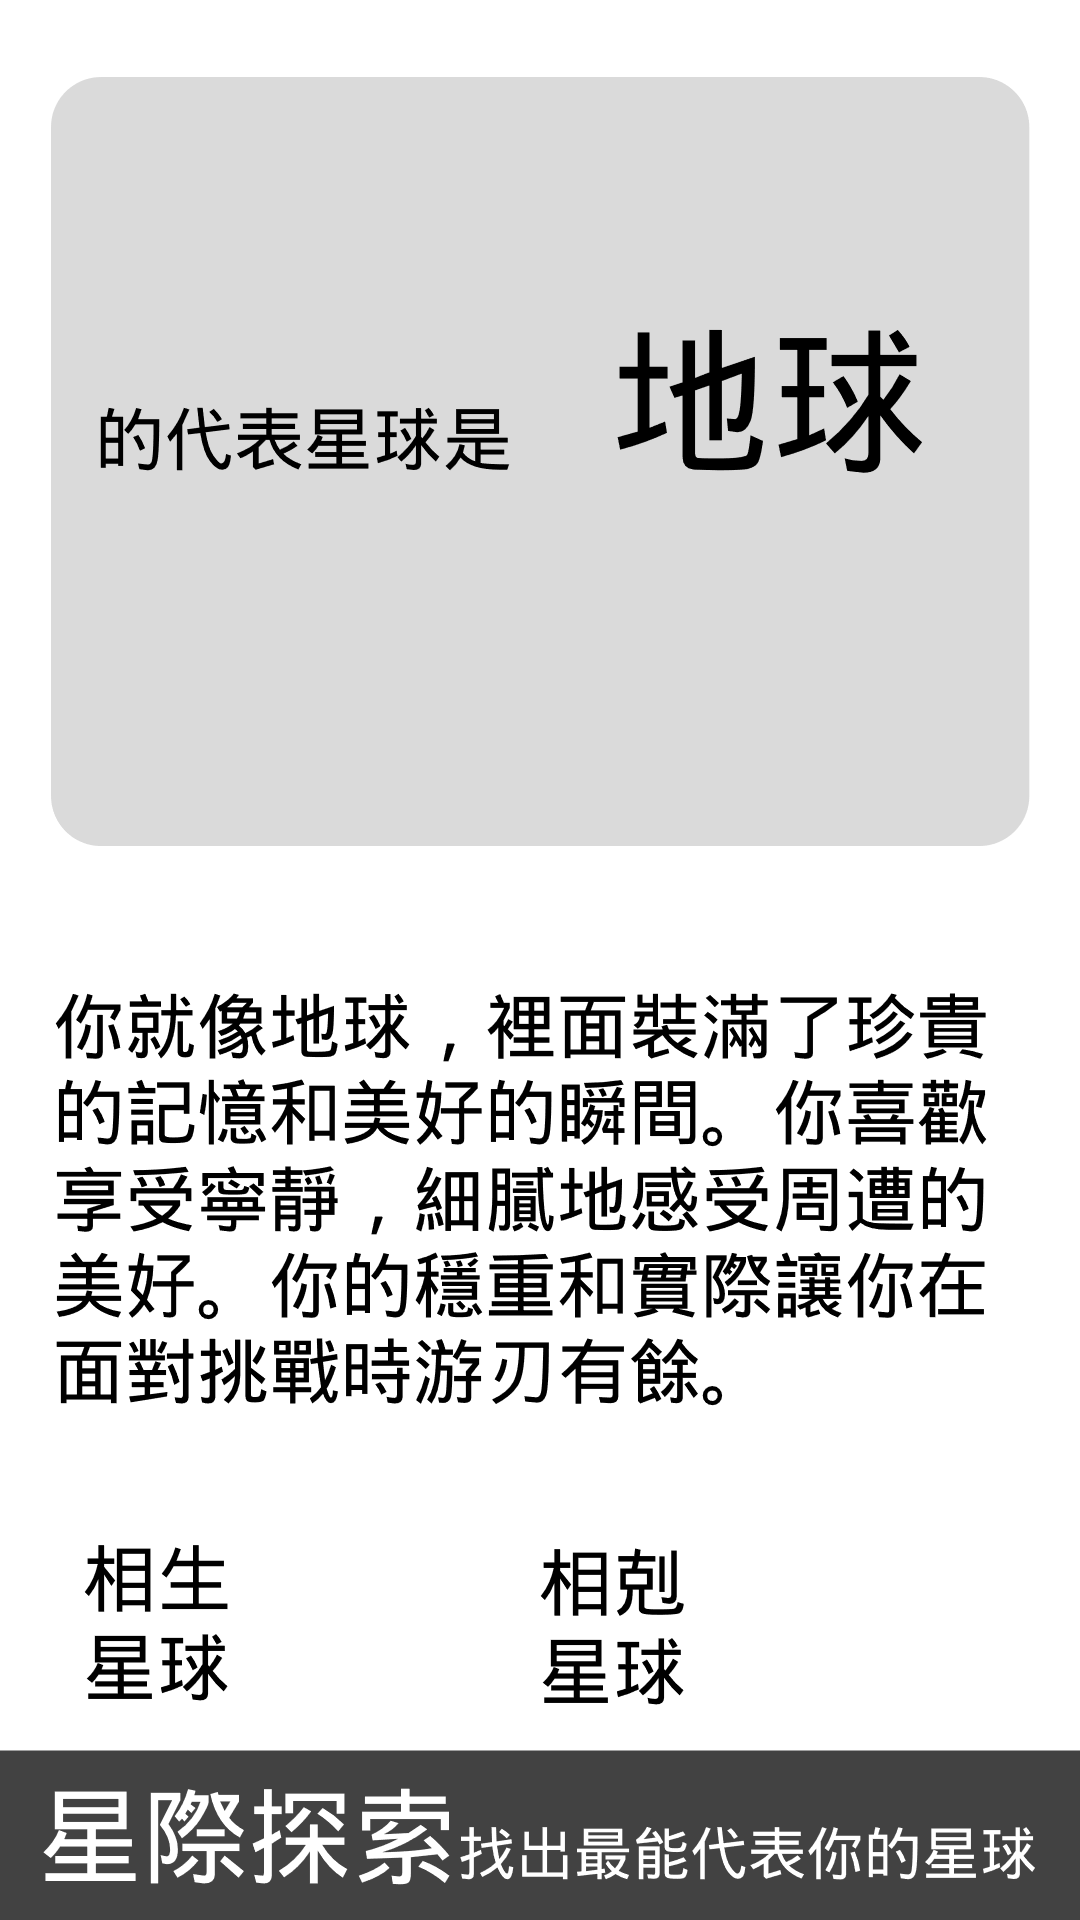 的代表星球是 地球
你就像地球，裡面裝滿了珍貴
的記憶和美好的瞬間。你喜歡
享受寧靜，細膩地感受周遭的
美好。你的穩重和實際讓你在
面對挑戰時游刃有餘。
相生
星球
相剋
星球
星際探索找出最能代表你的星球